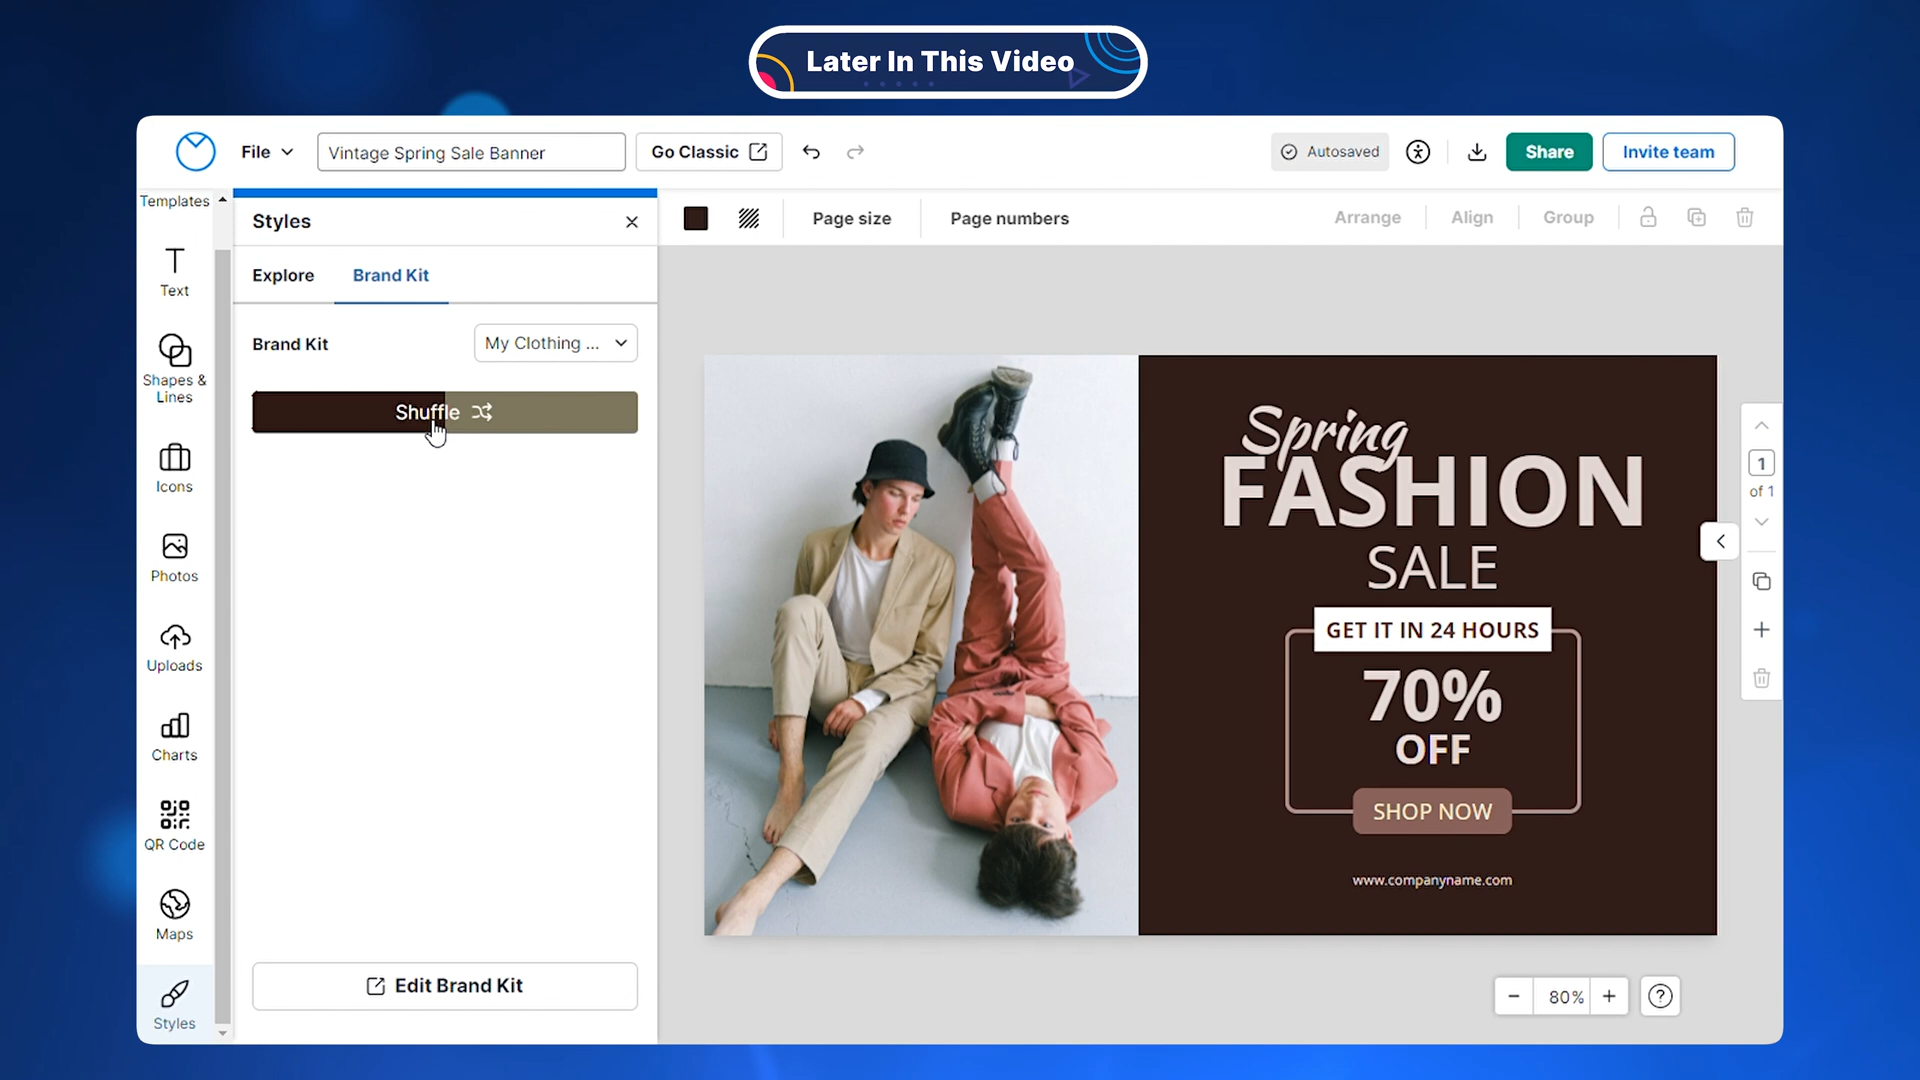 Later In This Video
File
Vintage Spring Sale Banner
Go Classic
Autosaved
Share
Invite team
Templates
Text
Shapes &
Lines
Icons
Photos
Uploads
Charts
QR Code
Maps
Styles
Styles
Explore
Brand Kit
Brand Kit
My Clothing ...
Shuffle
Edit Brand Kit
Page size
Page numbers
Arrange
Align
Group
Spring
FASHION
SALE
GET IT IN 24 HOURS
70%
OFF
SHOP NOW
www.companyname.com
1
of 1
80%